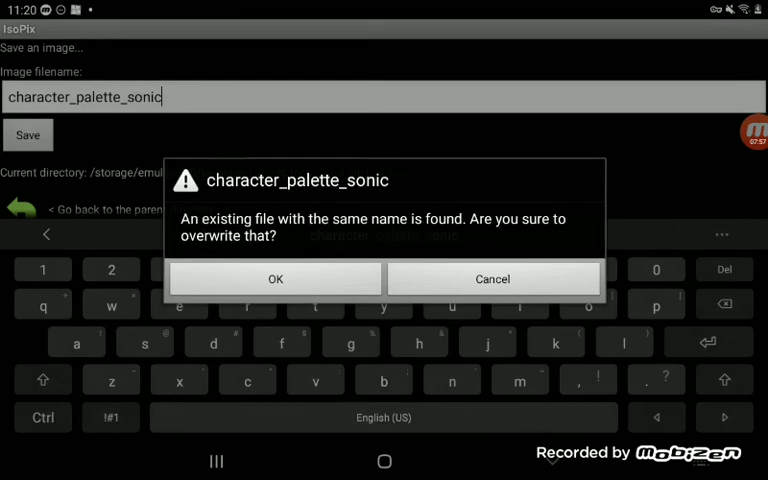 11:20
IsoPix
Save an image...
Image filename:
character_palette_sonic
Save
07:57
Current directory: /storage/emul
< Go back to the parent
character_palette_sonic
An existing file with the same name is found. Are you sure to
overwrite that?
OK
Cancel
1 2 0 Del
q w e r t y u i o p
a s d f g h j k l
z x c v b n m , ! . ?
Ctrl !#1 English (US)
Recorded by Mobizen